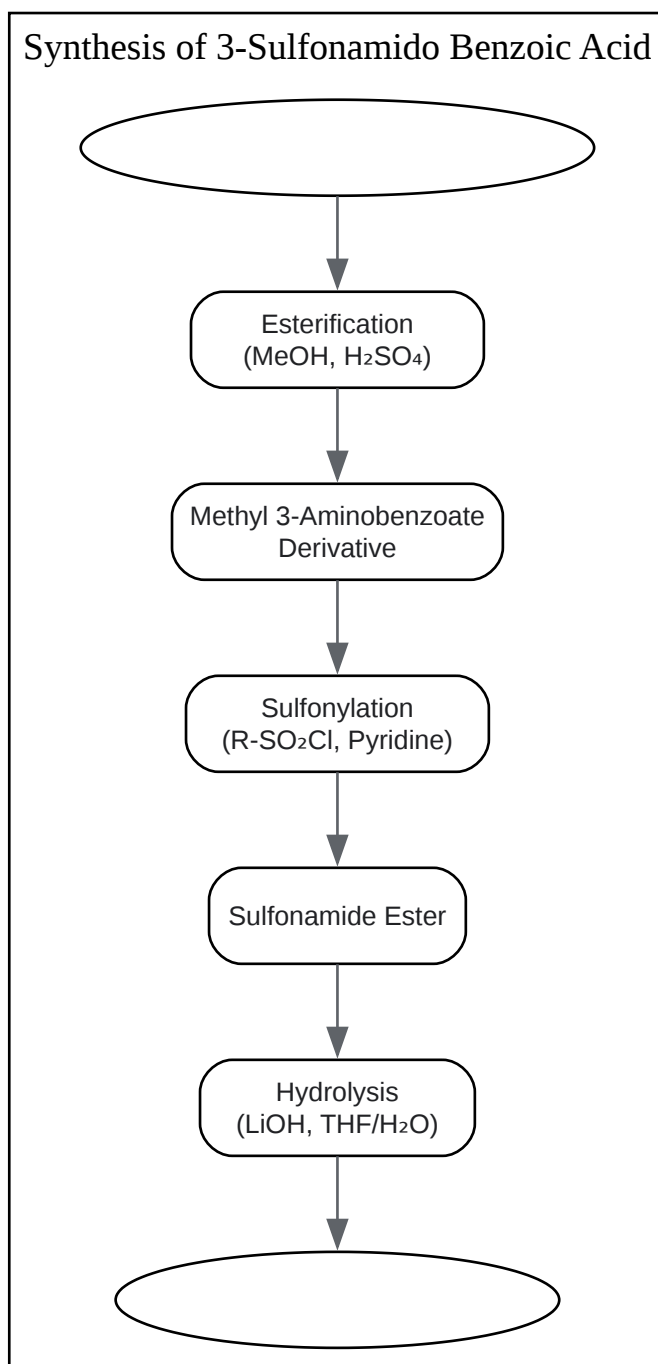 Synthesis of 3-Sulfonamido Benzoic Acid
Esterification
(MeOH, H₂SO₄)
Methyl 3-Aminobenzoate
Derivative
Sulfonylation
(R-SO₂Cl, Pyridine)
Sulfonamide Ester
Hydrolysis
(LiOH, THF/H₂O)